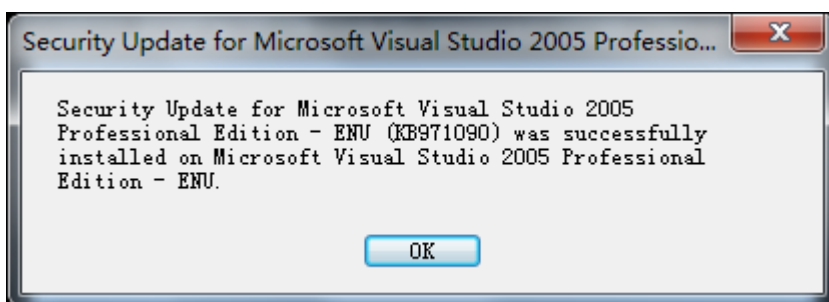 Security Update for Microsoft Visual Studio 2005 Professio...
Security Update for Microsoft Visual Studio 2005
Professional Edition - ENU (KB971090) was successfully
installed on Microsoft Visual Studio 2005 Professional
Edition - ENU.
OK